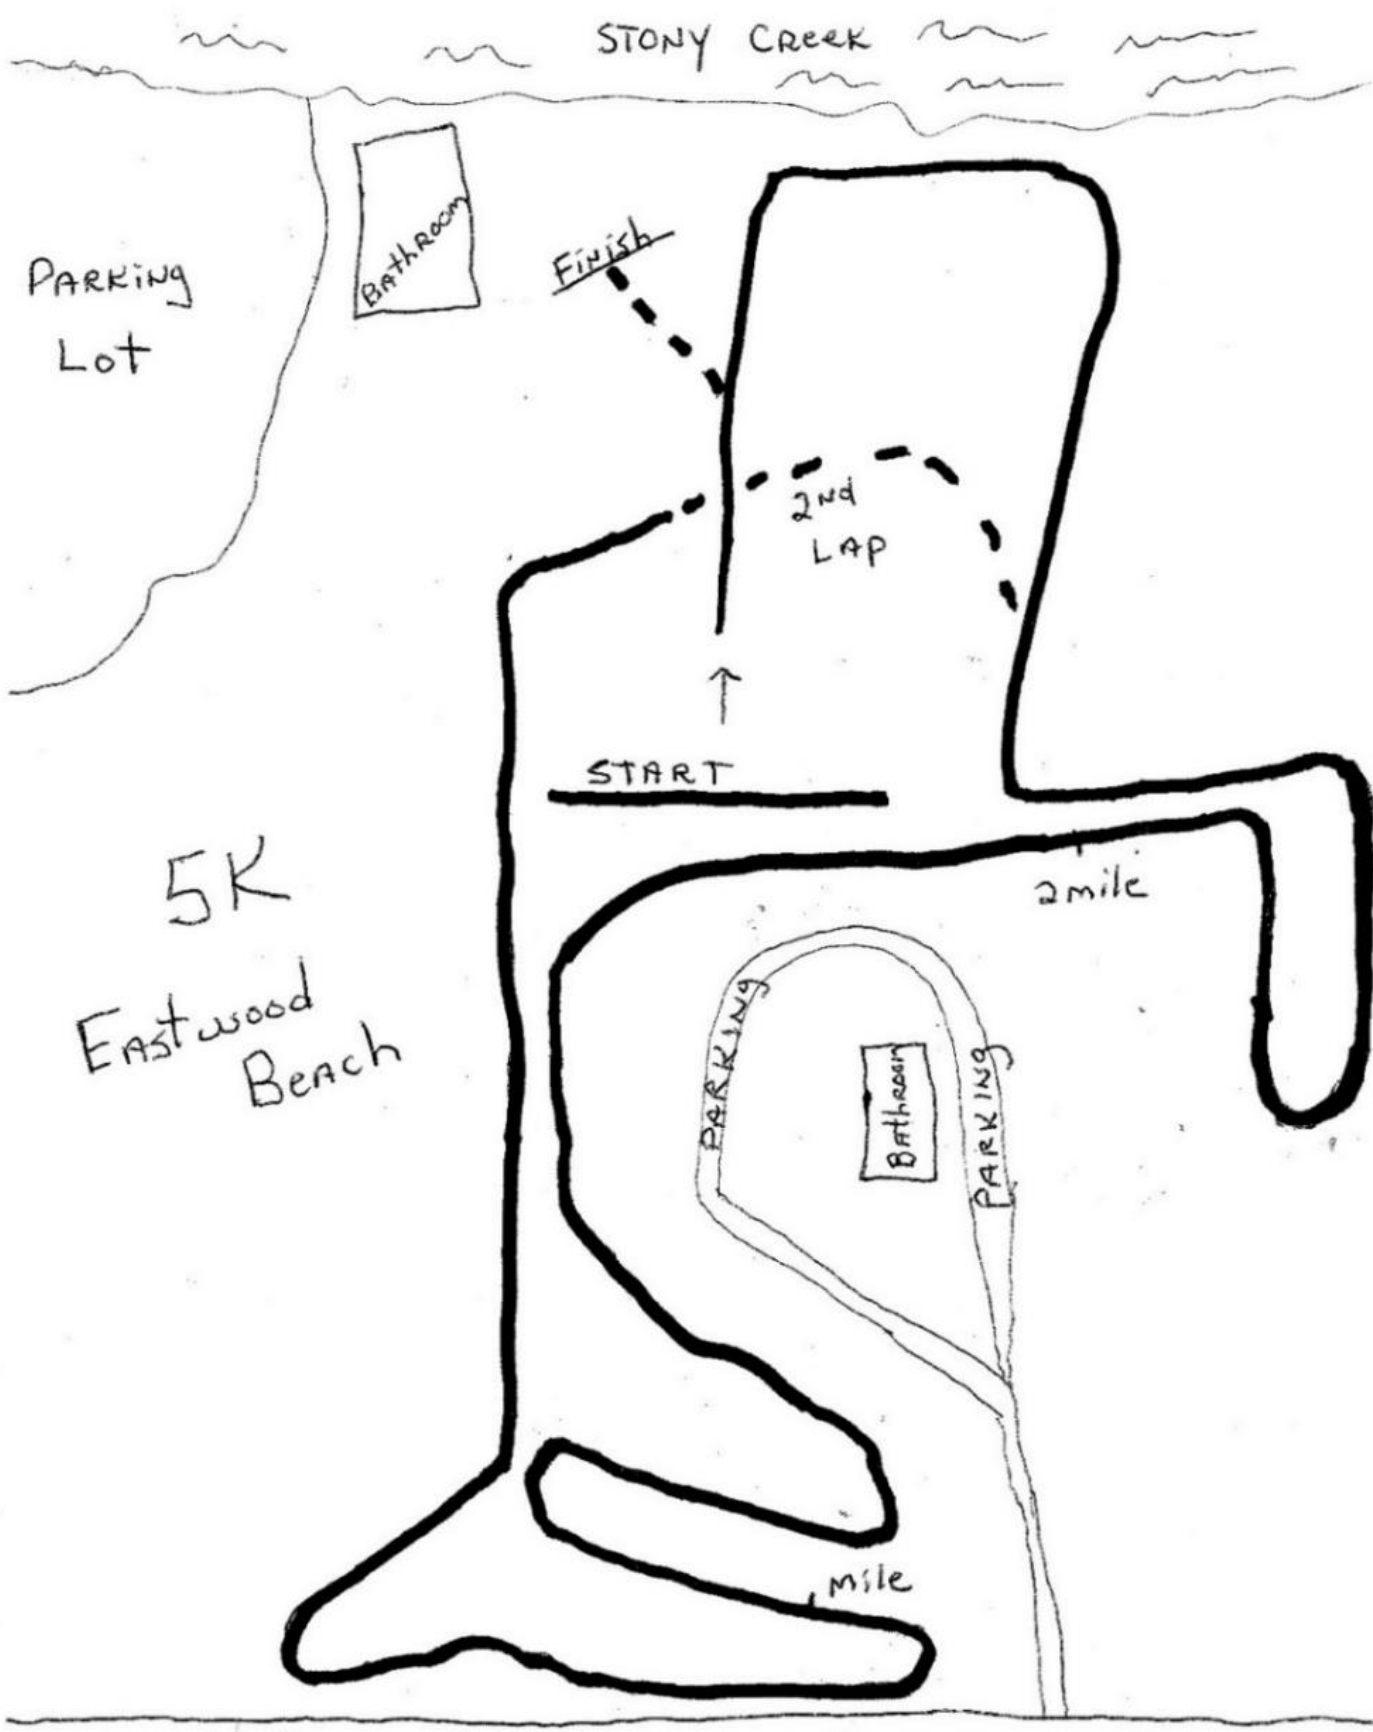 STONY CREEK
Bathroom
Finish
PARKING
Lot
2Nd
LAP
START
5K
2mile
Eastwood
Beach
PARKING
Bathroom
PARKING
mile